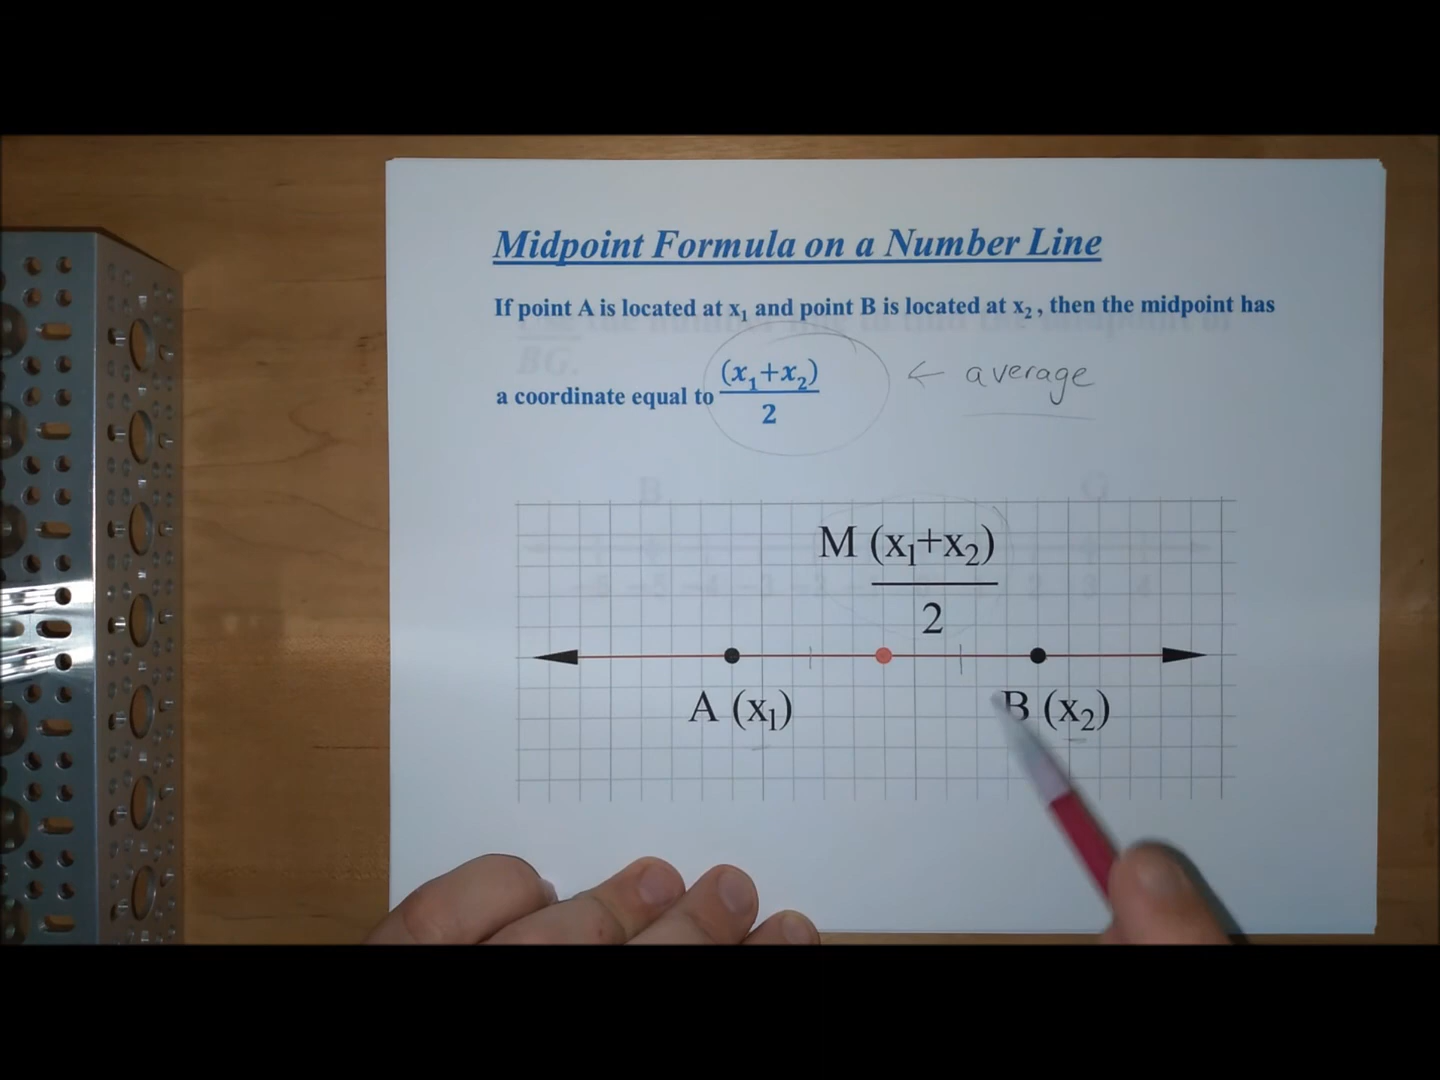 Midpoint Formula on a Number Line
If point A is located at x₁ and point B is located at x₂, then the midpoint has
a coordinate equal to (x₁+x₂)/2 ← average
M (x₁+x₂)
2
A (x₁) B (x₂)